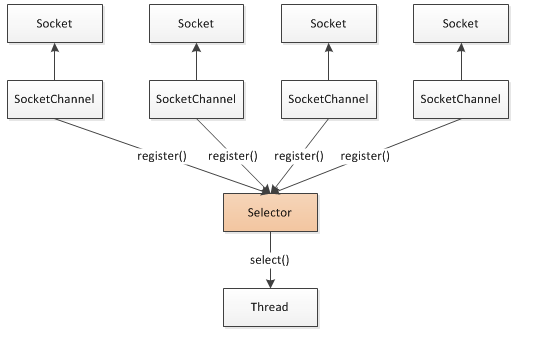 Socket
Socket
Socket
Socket
SocketChannel
SocketChannel
SocketChannel
SocketChannel
register()
register()
register()
register()
Selector
select()
Thread